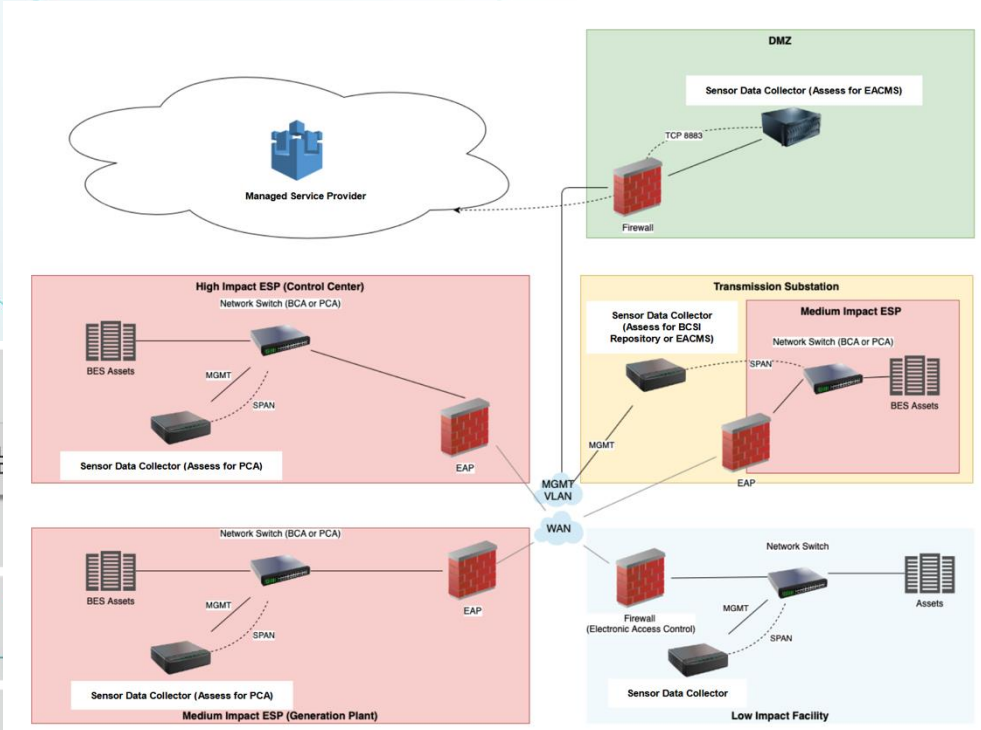 DMZ
Sensor Data Collector (Assess for EACMS)
TCP 8883
Firewall
Managed Service Provider
High Impact ESP (Control Center)
Network Switch (BCA or PCA)
BES Assets
MGMT
SPAN
Sensor Data Collector (Assess for PCA)
EAP
Transmission Substation
Sensor Data Collector
(Assess for BCSI
Repository or EACMS)
Medium Impact ESP
Network Switch (BCA or PCA)
SPAN
BES Assets
MGMT
EAP
MGMT
VLAN
WAN
Network Switch (BCA or PCA)
BES Assets
MGMT
SPAN
EAP
Sensor Data Collector (Assess for PCA)
Medium Impact ESP (Generation Plant)
Network Switch
Firewall
(Electronic Access Control)
MGMT
SPAN
Assets
Sensor Data Collector
Low Impact Facility